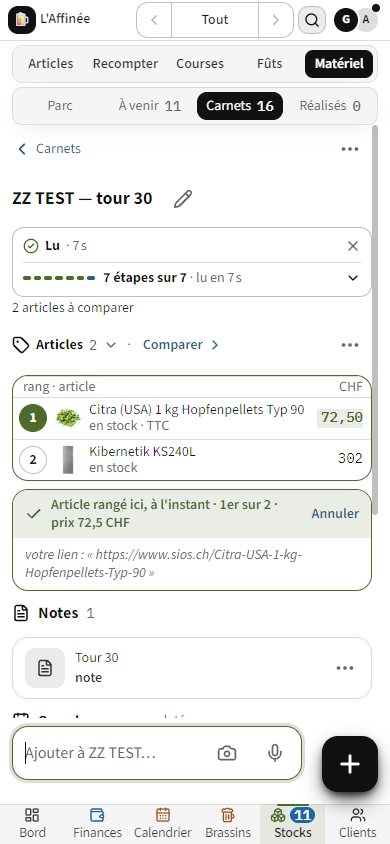 L'Affinée
Tout
G
A
Articles
Recompter
Courses
Fûts
Matériel
Parc
À venir 11
Carnets 16
Réalisés 0
Carnets
ZZ TEST — tour 30
Lu · 7 s
7 étapes sur 7 · lu en 7 s
2 articles à comparer
Articles 2 · Comparer
rang · article
CHF
1
Citra (USA) 1 kg Hopfenpellets Typ 90
en stock · TTC
72,50
2
Kibernetik KS240L
en stock
302
Article rangé ici, à l'instant · 1er sur 2 ·
prix 72,5 CHF
Annuler
votre lien : « https://www.sios.ch/Citra-USA-1-kg-
Hopfenpellets-Typ-90 »
Notes 1
Tour 30
note
Ajouter à ZZ TEST…
Bord
Finances
Calendrier
Brassins
11
Stocks
Clients